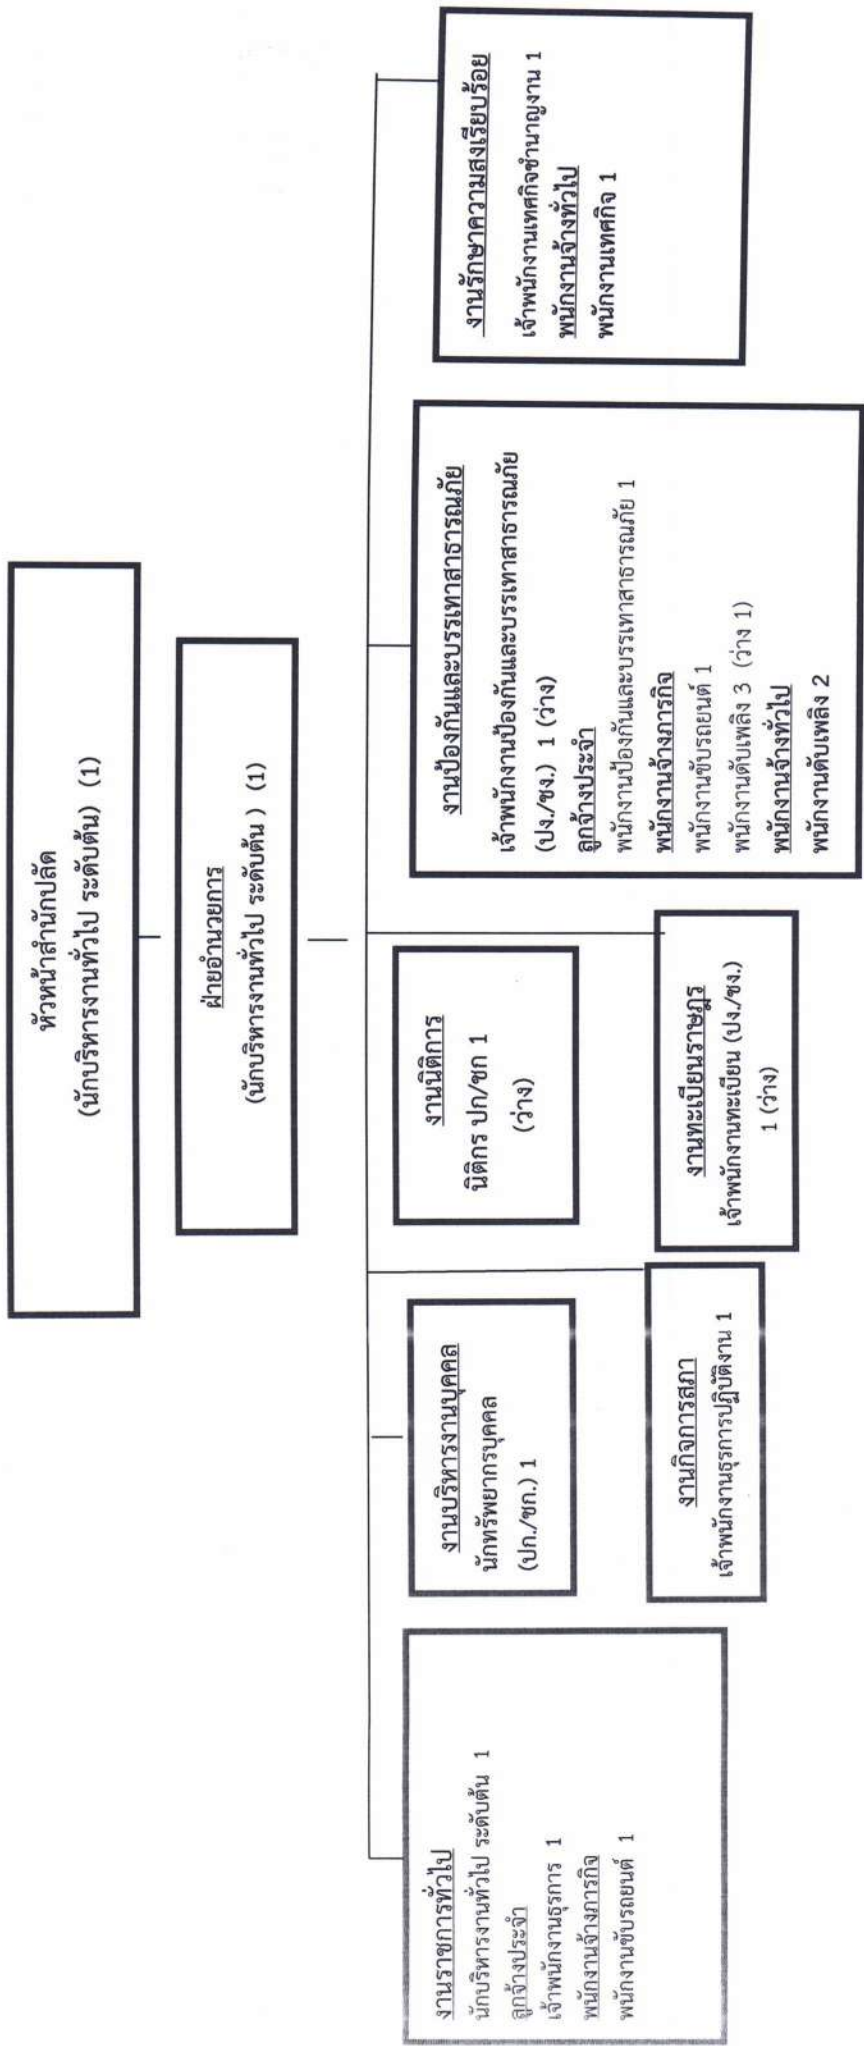 หัวหน้าสำนักปลัด
(นักบริหารงานทั่วไป ระดับต้น) (1)
ฝ่ายอำนวยการ
(นักบริหารงานทั่วไป ระดับต้น ) (1)
งานราชการทั่วไป
นักบริหารงานทั่วไป ระดับต้น 1
ลูกจ้างประจำ
เจ้าพนักงานธุรการ 1
พนักงานจ้างภารกิจ
พนักงานขับรถยนต์ 1
งานบริหารงานบุคคล
นักทรัพยากรบุคคล
(ปก./ชก.) 1
งานกิจการสภา
เจ้าพนักงานธุรการปฏิบัติงาน 1
งานนิติการ
นิติกร ปก/ชก 1
(ว่าง)
งานทะเบียนราษฎร
เจ้าพนักงานทะเบียน (ปง./ชง.)
1 (ว่าง)
งานป้องกันและบรรเทาสาธารณภัย
เจ้าพนักงานป้องกันและบรรเทาสาธารณภัย
(ปง./ชง.) 1 (ว่าง)
ลูกจ้างประจำ
พนักงานป้องกันและบรรเทาสาธารณภัย 1
พนักงานจ้างภารกิจ
พนักงานขับรถยนต์ 1
พนักงานดับเพลิง 3 (ว่าง 1)
พนักงานจ้างทั่วไป
พนักงานดับเพลิง 2
งานรักษาความสงเรียบร้อย
เจ้าพนักงานเทศกิจชำนาญงาน 1
พนักงานจ้างทั่วไป
พนักงานเทศกิจ 1